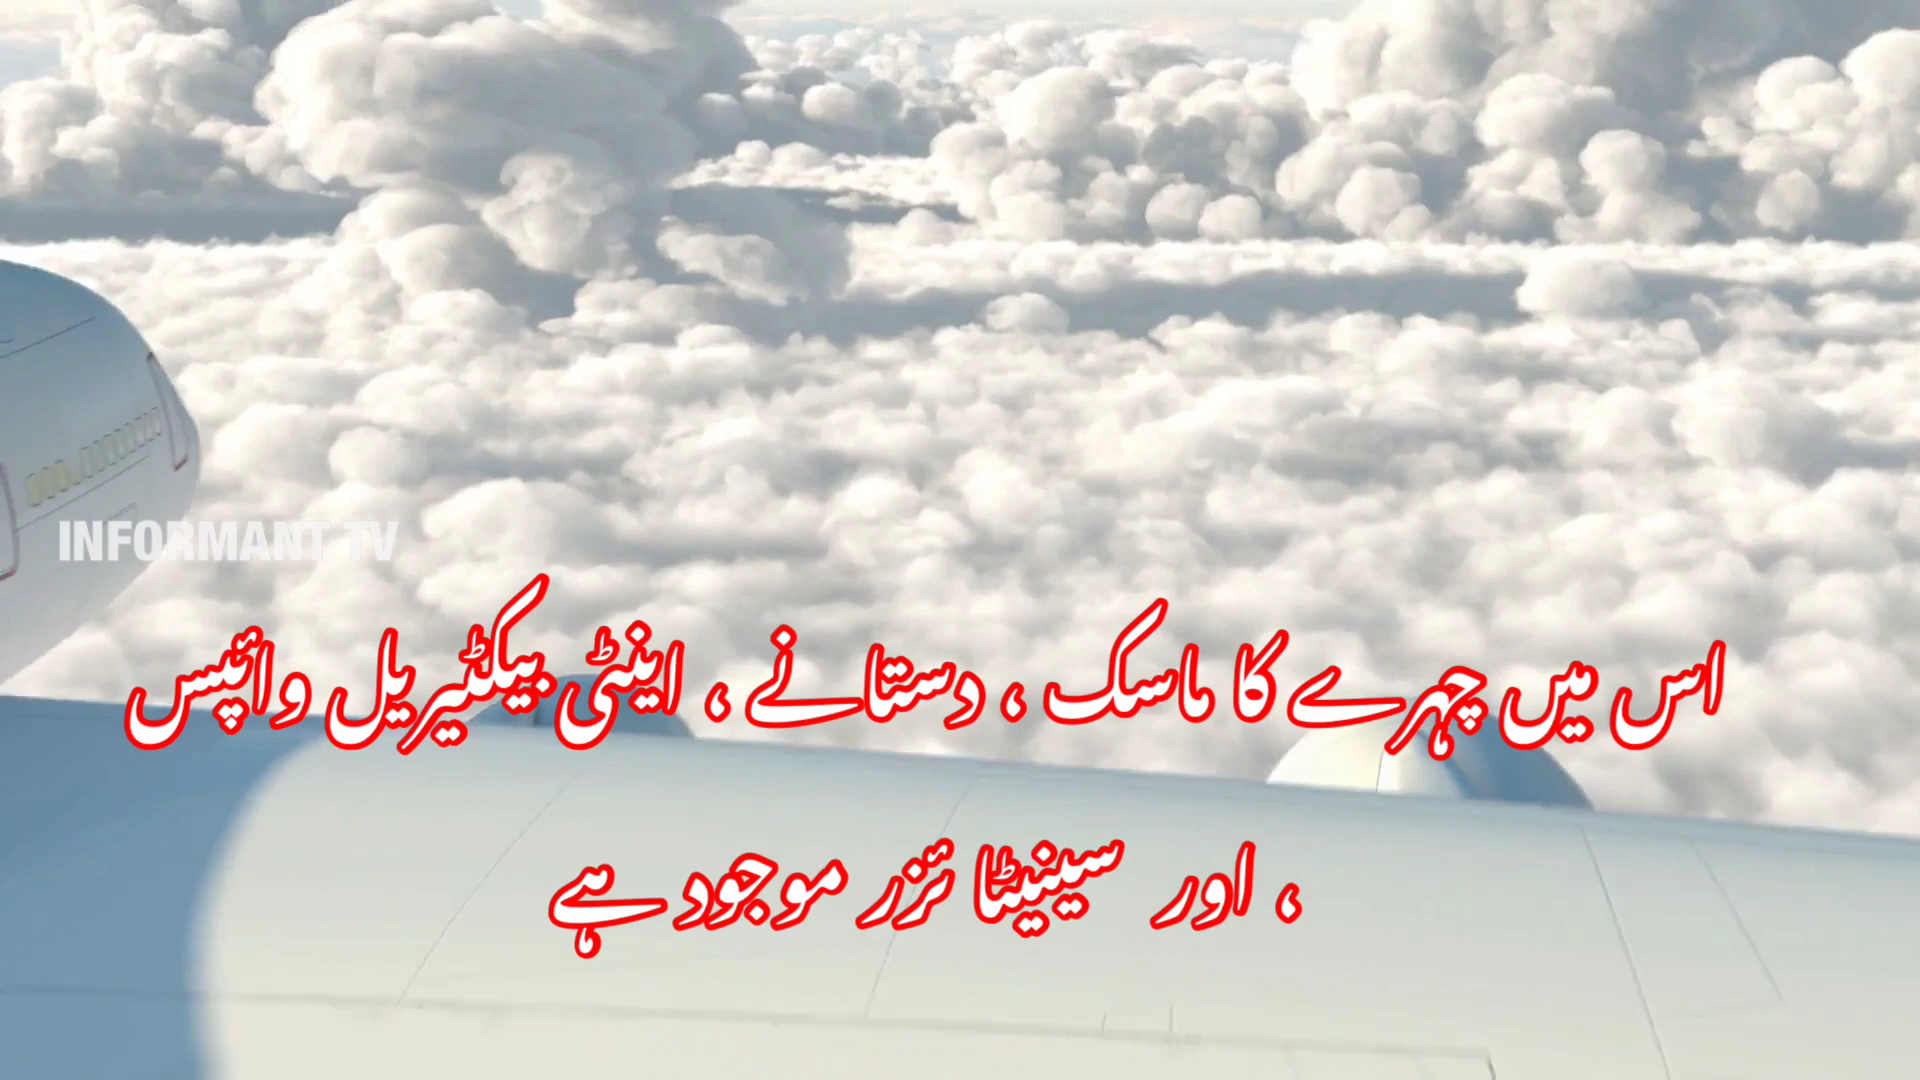 INFORMANT TV
اس میں چہرے کا ماسک ، دستانے ، اینٹی بیکٹیریل وائپس
، اور سینیٹائزر موجود ہے